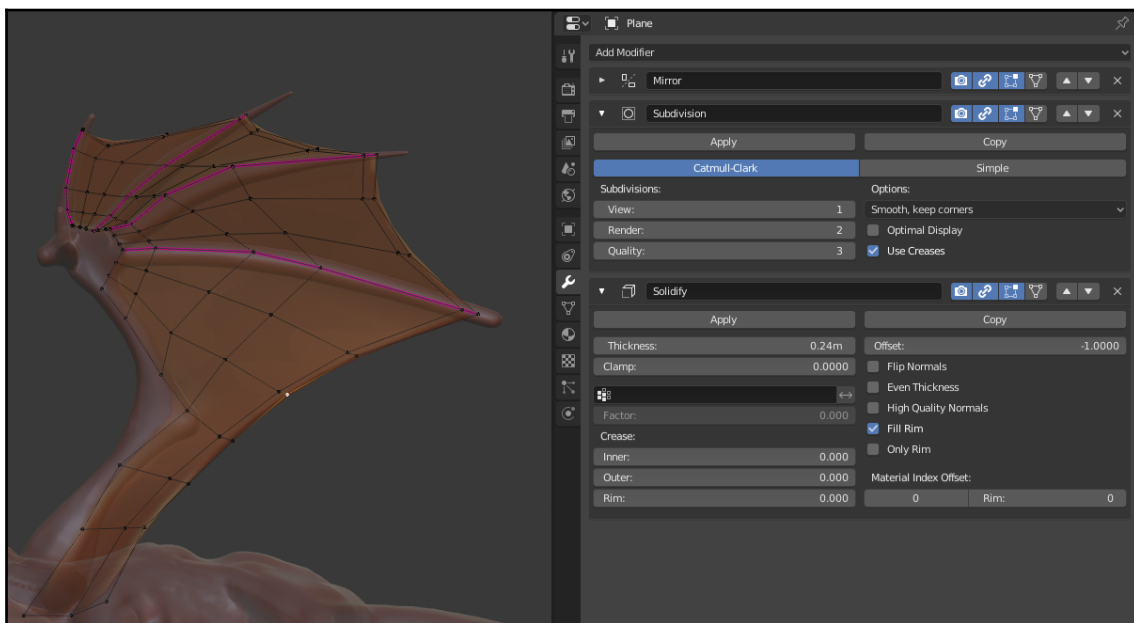 Plane
Add Modifier
Mirror
Subdivision
Apply Copy
Catmull-Clark Simple
Subdivisions: Options:
View: 1 Smooth, keep corners
Render: 2 Optimal Display
Quality: 3 Use Creases
Solidify
Apply Copy
Thickness: 0.24m Offset: -1.0000
Clamp: 0.0000 Flip Normals
Even Thickness
Factor: 0.000 High Quality Normals
Crease: Fill Rim
Inner: 0.000 Only Rim
Outer: 0.000 Material Index Offset:
Rim: 0.000 0 Rim: 0